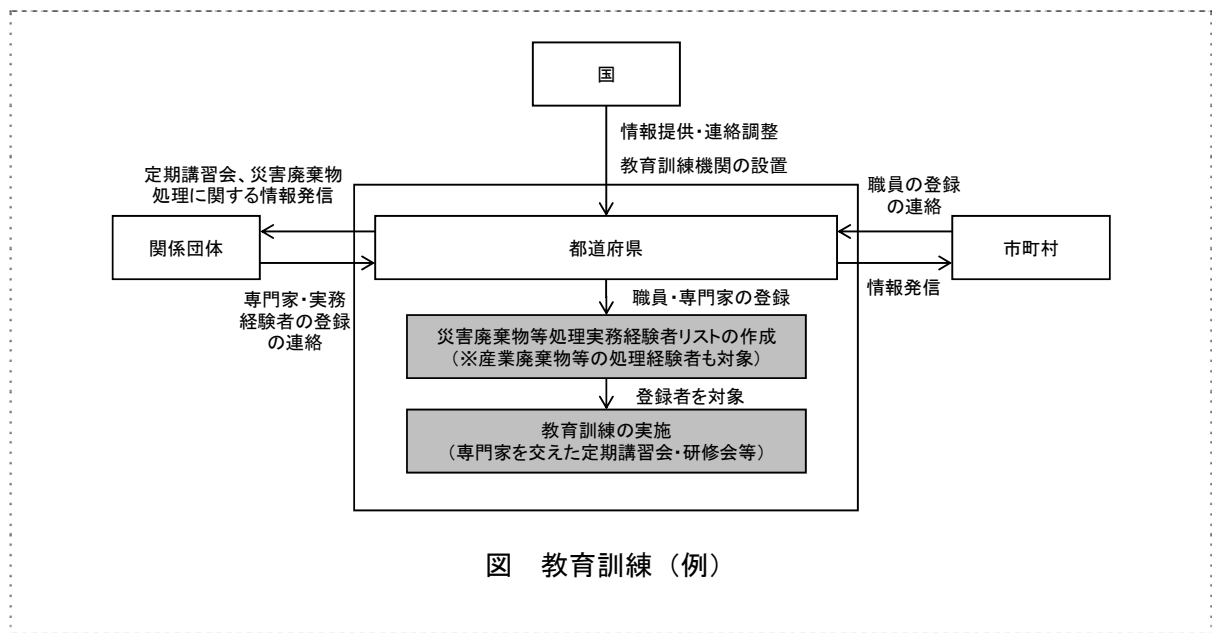 国
情報提供・連絡調整
教育訓練機関の設置
定期講習会、災害廃棄物
処理に関する情報発信
職員の登録
の連絡
関係団体
都道府県
市町村
専門家・実務
経験者の登録
の連絡
情報発信
職員・専門家の登録
災害廃棄物等処理実務経験者リストの作成
(※産業廃棄物等の処理経験者も対象)
登録者を対象
教育訓練の実施
(専門家を交えた定期講習会・研修会等)
図 教育訓練（例）